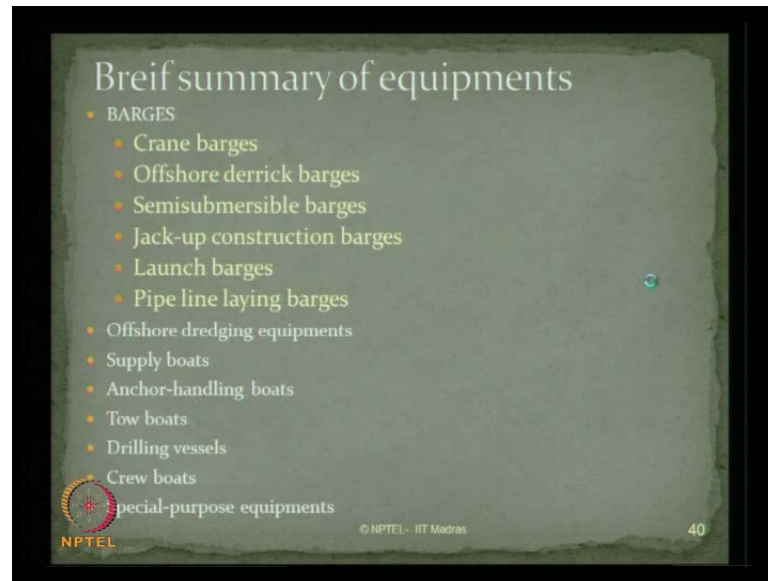 Breif summary of equipments
BARGES
Crane barges
Offshore derrick barges
Semisubmersible barges
Jack-up construction barges
Launch barges
Pipe line laying barges
Offshore dredging equipments
Supply boats
Anchor-handling boats
Tow boats
Drilling vessels
Crew boats
Special-purpose equipments
© NPTEL- IIT Madras
40
NPTEL